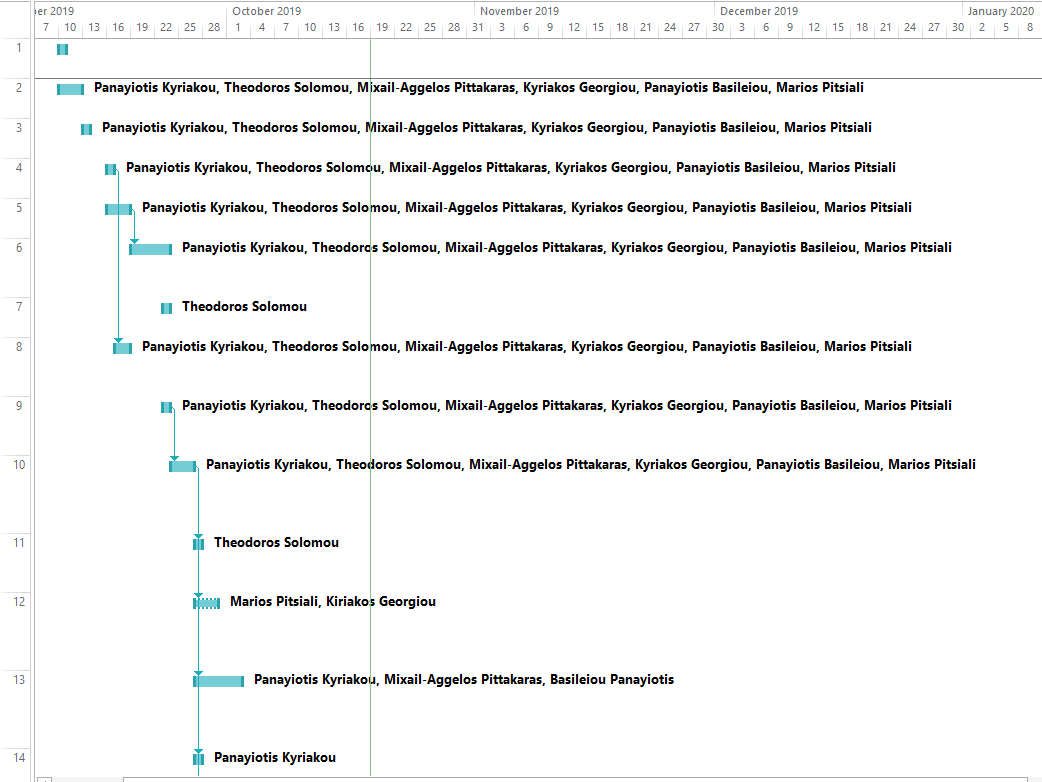 er 2019 October 2019 November 2019 December 2019 January 2020
7 10 13 16 19 22 25 28 1 4 7 10 13 16 19 22 25 28 31 3 6 9 12 15 18 21 24 27 30 3 6 9 12 15 18 21 24 27 30 2 5 8
1
2 Panayiotis Kyriakou, Theodoros Solomou, Mixail-Aggelos Pittakaras, Kyriakos Georgiou, Panayiotis Basileiou, Marios Pitsiali
3 Panayiotis Kyriakou, Theodoros Solomou, Mixail-Aggelos Pittakaras, Kyriakos Georgiou, Panayiotis Basileiou, Marios Pitsiali
4 Panayiotis Kyriakou, Theodoros Solomou, Mixail-Aggelos Pittakaras, Kyriakos Georgiou, Panayiotis Basileiou, Marios Pitsiali
5 Panayiotis Kyriakou, Theodoros Solomou, Mixail-Aggelos Pittakaras, Kyriakos Georgiou, Panayiotis Basileiou, Marios Pitsiali
6 Panayiotis Kyriakou, Theodoros Solomou, Mixail-Aggelos Pittakaras, Kyriakos Georgiou, Panayiotis Basileiou, Marios Pitsiali
7 Theodoros Solomou
8 Panayiotis Kyriakou, Theodoros Solomou, Mixail-Aggelos Pittakaras, Kyriakos Georgiou, Panayiotis Basileiou, Marios Pitsiali
9 Panayiotis Kyriakou, Theodoros Solomou, Mixail-Aggelos Pittakaras, Kyriakos Georgiou, Panayiotis Basileiou, Marios Pitsiali
10 Panayiotis Kyriakou, Theodoros Solomou, Mixail-Aggelos Pittakaras, Kyriakos Georgiou, Panayiotis Basileiou, Marios Pitsiali
11 Theodoros Solomou
12 Marios Pitsiali, Kiriakos Georgiou
13 Panayiotis Kyriakou, Mixail-Aggelos Pittakaras, Basileiou Panayiotis
14 Panayiotis Kyriakou